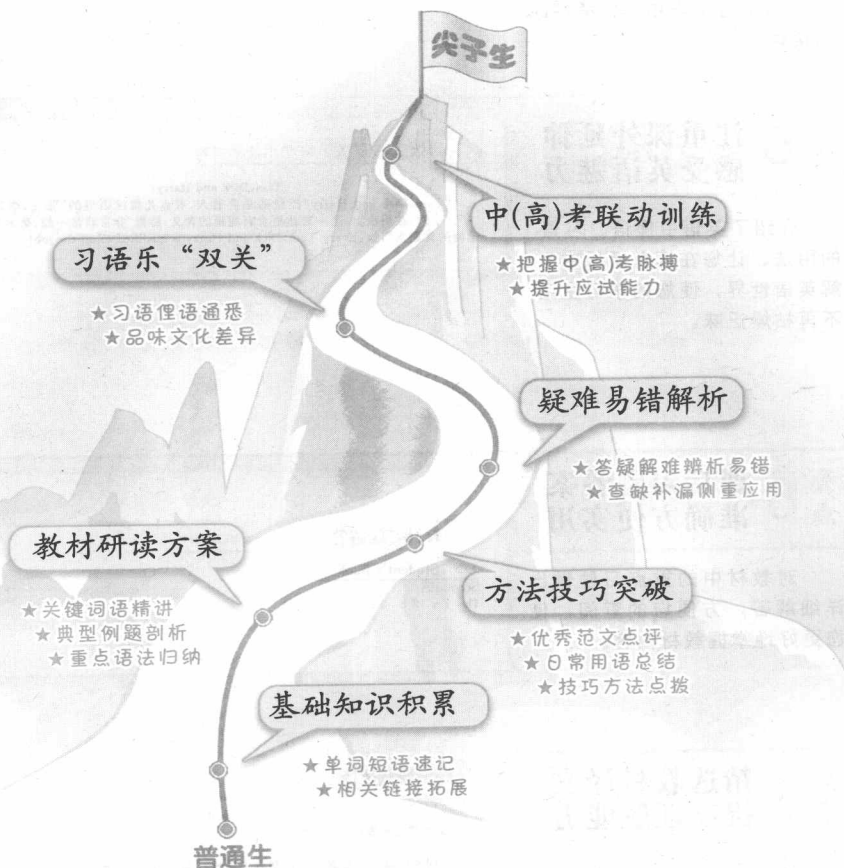 尖子生
中(高)考联动训练
★把握中(高)考脉搏
★提升应试能力
习语乐“双关”
★习语俚语通悉
★品味文化差异
疑难易错解析
★答疑解难辨析易错
★查缺补漏侧重应用
教材研读方案
★关键词语精讲
★典型例题剖析
★重点语法归纳
方法技巧突破
★优秀范文点评
★日常用语总结
★技巧方法点拨
基础知识积累
★单词短语速记
★相关链接拓展
普通生